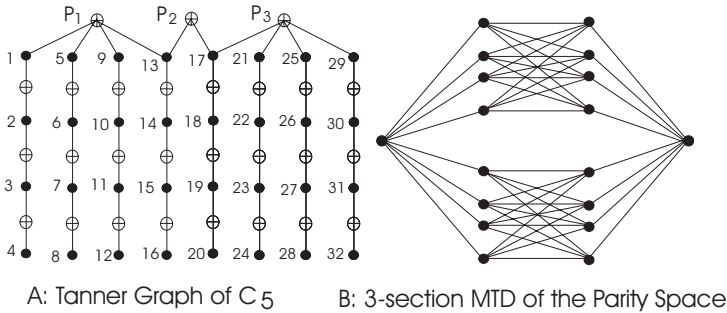 P1 P2 P3
1 5 9 13 17 21 25 29
2 6 10 14 18 22 26 30
3 7 11 15 19 23 27 31
4 8 12 16 20 24 28 32
A: Tanner Graph of C5 B: 3-section MTD of the Parity Space